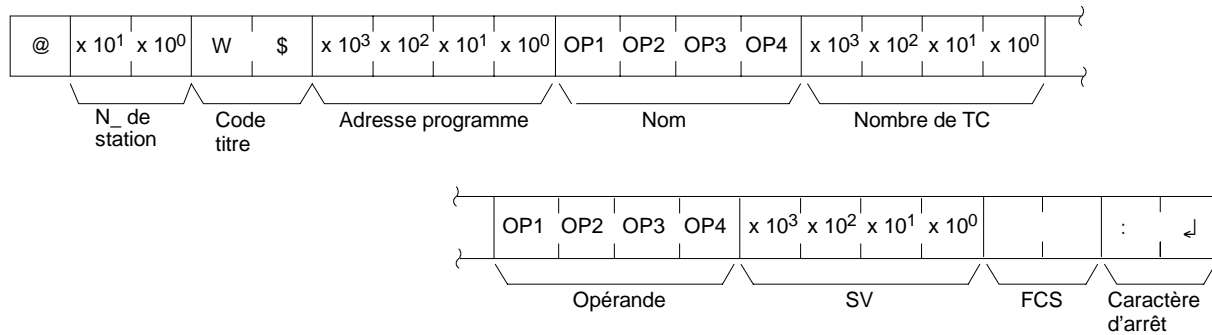 @ x 10¹ x 10⁰ W $ x 10³ x 10² x 10¹ x 10⁰ OP1 OP2 OP3 OP4 x 10³ x 10² x 10¹ x 10⁰
N_ de station
Code titre
Adresse programme
Nom
Nombre de TC
OP1 OP2 OP3 OP4 x 10³ x 10² x 10¹ x 10⁰ : ↲
Opérande
SV
FCS
Caractère d'arrêt